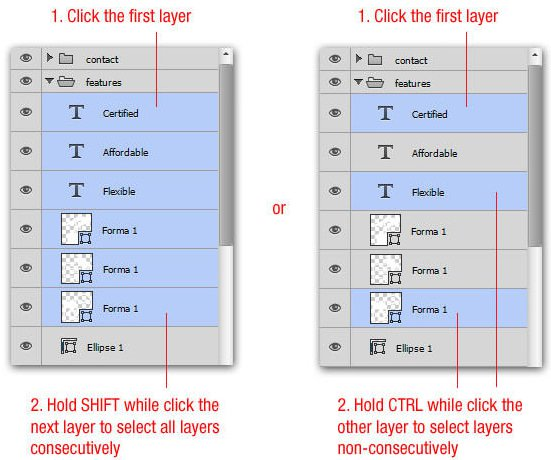 1. Click the first layer
contact
features
T Certified
T Affordable
T Flexible
Forma 1
Forma 1
Forma 1
Ellipse 1
2. Hold SHIFT while click the
next layer to select all layers
consecutively
or
1. Click the first layer
contact
features
T Certified
T Affordable
T Flexible
Forma 1
Forma 1
Forma 1
Ellipse 1
2. Hold CTRL while click the
other layer to select layers
non-consecutively